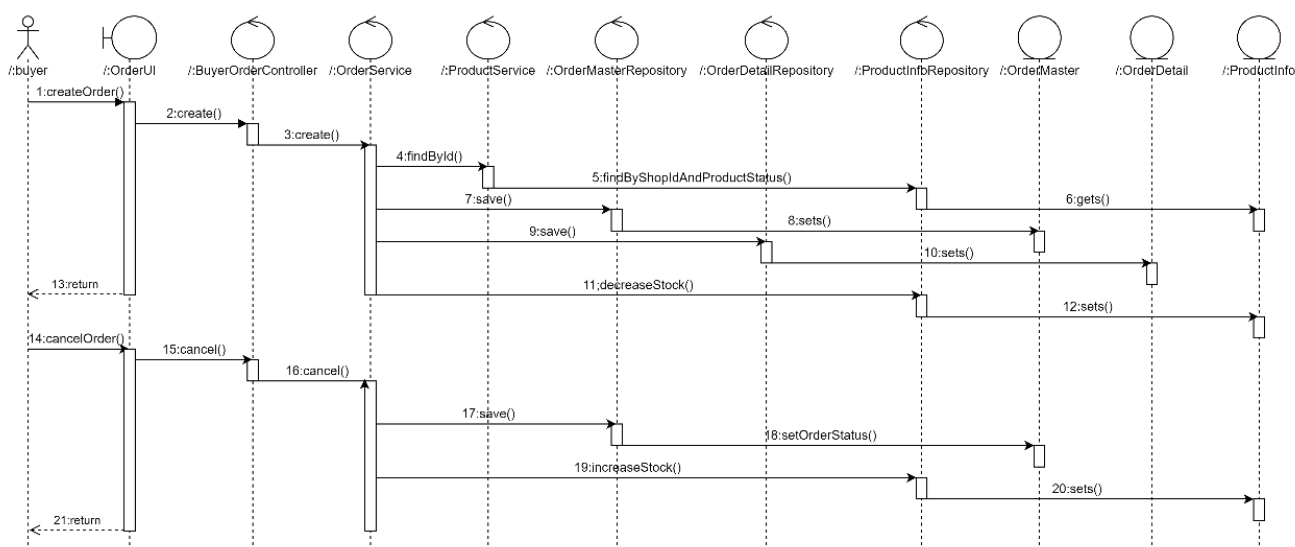 /:buyer
/:OrderUI
/:BuyerOrderController
/:OrderService
/:ProductService
/:OrderMasterRepository
/:OrderDetailRepository
/:ProductInfoRepository
/:OrderMaster
/:OrderDetail
/:ProductInfo
1:createOrder()
2:create()
3:create()
4:findById()
5:findByShopIdAndProductStatus()
6:gets()
7:save()
8:sets()
9:save()
10:sets()
11;decreaseStock()
12:sets()
13:return
14:cancelOrder()
15:cancel()
16:cancel()
17:save()
18:setOrderStatus()
19:increaseStock()
20:sets()
21:return